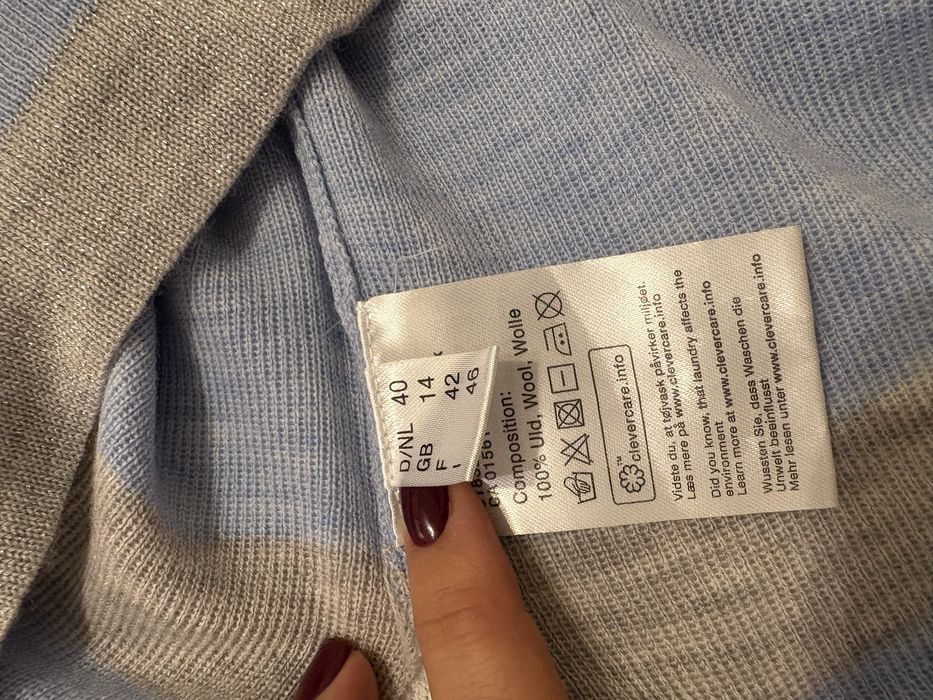 D/NL 40
GB 14
F 42
I 46
Composition:
100% Uld, Wool, Wolle
clevercare.info
Vidste du, at tøjvask påvirker miljøet.
Læs mere på www.clevercare.info
Did you know, that laundry affects the
environment
Learn more at www.clevercare.info
Wussten Sie, dass Waschen die
Unwelt beeinflusst
Mehr lesen unter www.clevercare.info